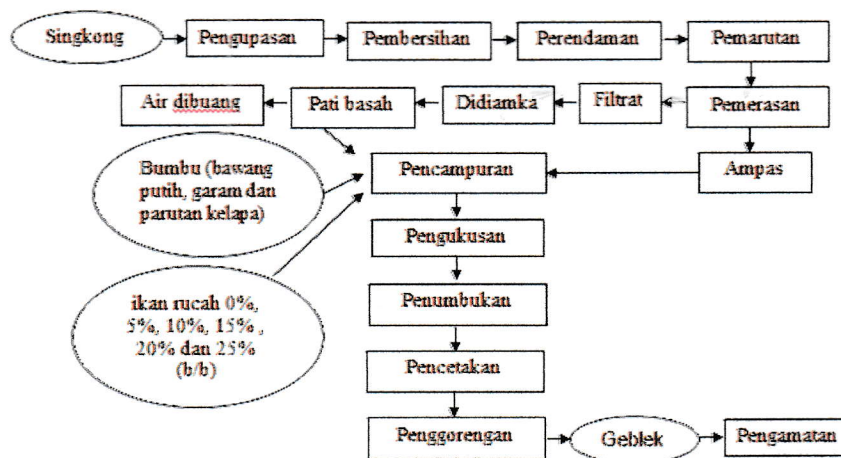 Singkong
Pengupasan
Pembersihan
Perendaman
Pemarutan
Air dibuang
Pati basah
Didiamka
Filtrat
Pemerasan
Bumbu (bawang
putih, garam dan
parutan kelapa)
Pencampuran
Ampas
Pengukusan
ikan rucah 0%,
5%, 10%, 15% ,
20% dan 25%
(b/b)
Penumbukan
Pencetakan
Penggorengan
Geblek
Pengamatan